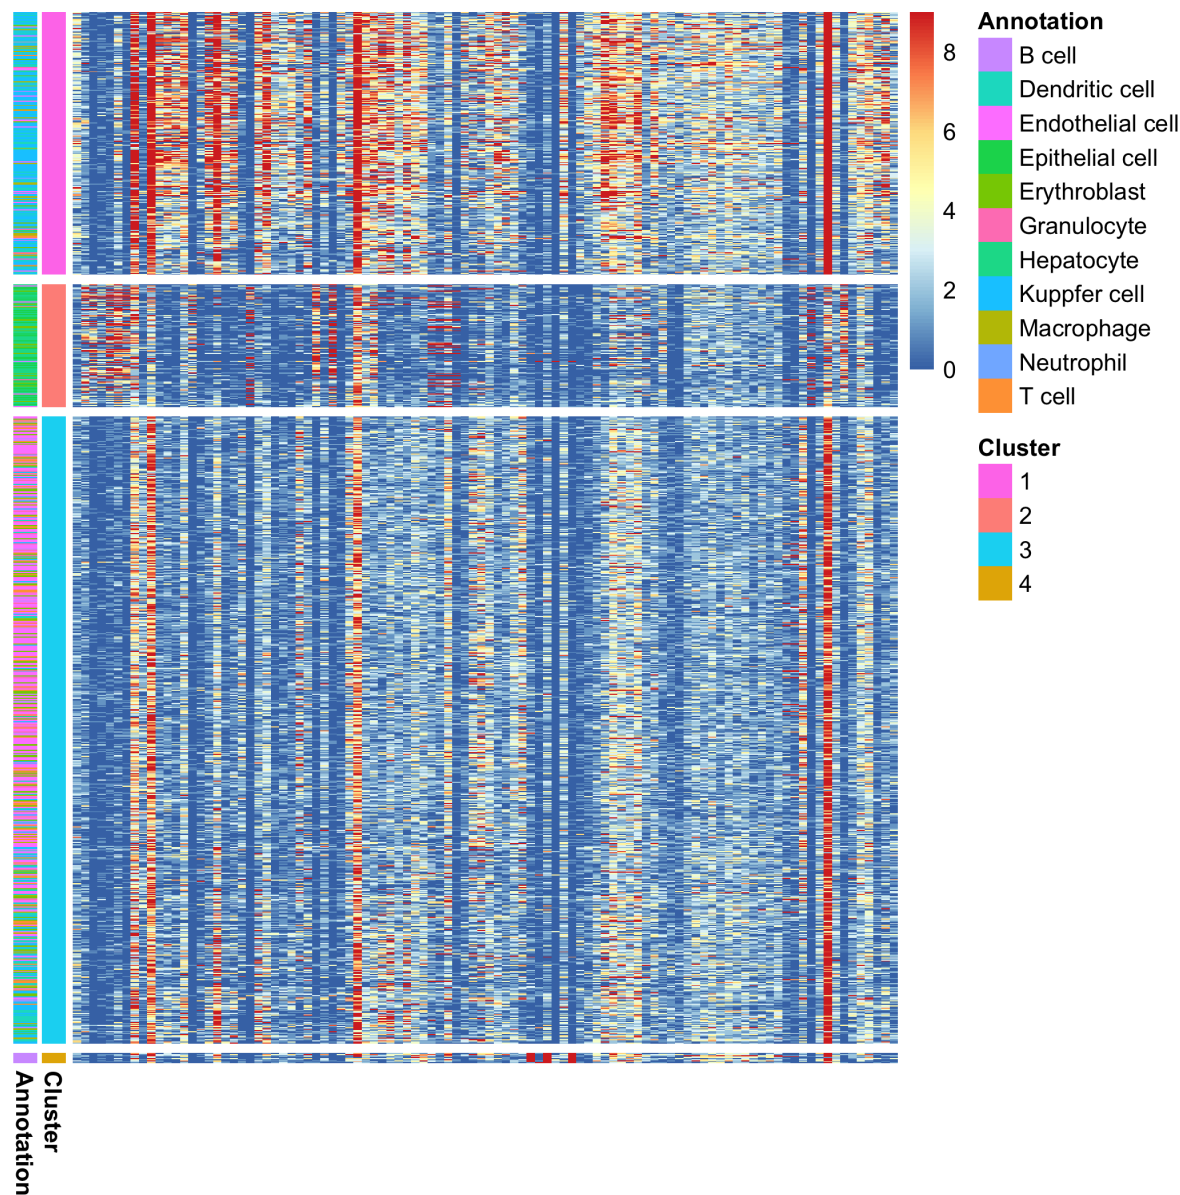 8
6
4
2
0
Annotation
B cell
Dendritic cell
Endothelial cell
Epithelial cell
Erythroblast
Granulocyte
Hepatocyte
Kuppfer cell
Macrophage
Neutrophil
T cell
Cluster
1
2
3
4
Annotation
Cluster